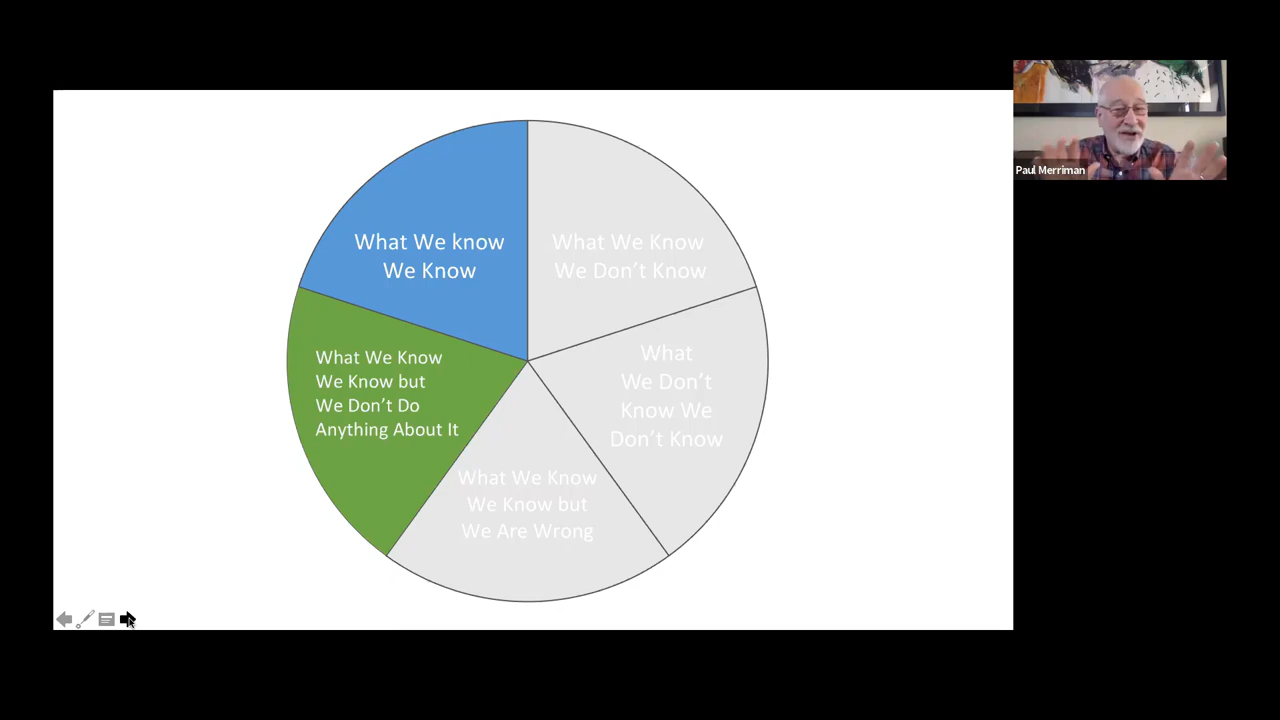 What We know
We Know
What We Know
We Don't Know
What
We Don't
Know We
Don't Know
What We Know
We Know but
We Are Wrong
What We Know
We Know but
We Don't Do
Anything About It
Paul Merriman